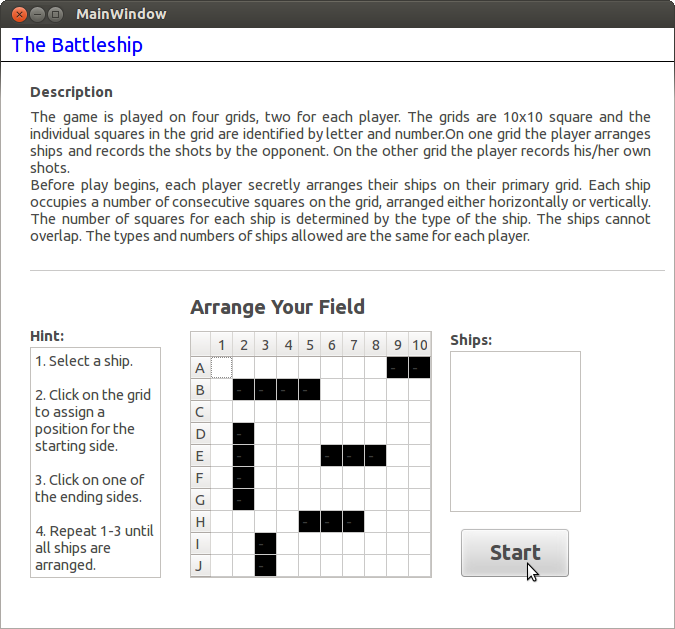 MainWindow
The Battleship
Description
The game is played on four grids, two for each player. The grids are 10x10 square and the
individual squares in the grid are identified by letter and number.On one grid the player arranges
ships and records the shots by the opponent. On the other grid the player records his/her own
shots.
Before play begins, each player secretly arranges their ships on their primary grid. Each ship
occupies a number of consecutive squares on the grid, arranged either horizontally or vertically.
The number of squares for each ship is determined by the type of the ship. The ships cannot
overlap. The types and numbers of ships allowed are the same for each player.
Arrange Your Field
Hint:
1. Select a ship.
2. Click on the grid
to assign a
position for the
starting side.
3. Click on one of
the ending sides.
4. Repeat 1-3 until
all ships are
arranged.
1 2 3 4 5 6 7 8 9 10
A - -
B - - - -
C
D -
E - - - -
F -
G -
H - - -
I -
J -
Ships:
Start